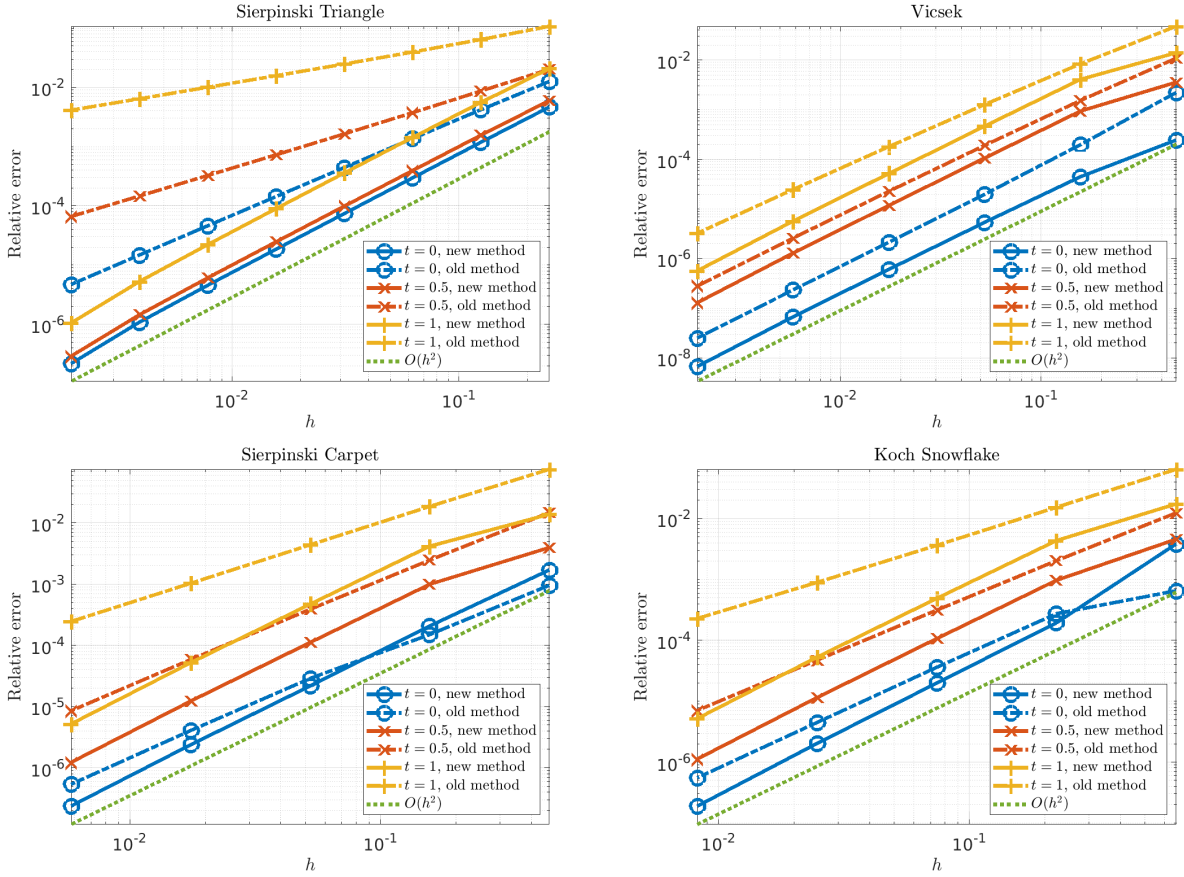 Sierpinski Triangle
Relative error
10^-2
10^-4
10^-6
10^-2
10^-1
h
t = 0, new method
t = 0, old method
t = 0.5, new method
t = 0.5, old method
t = 1, new method
t = 1, old method
O(h^2)
Vicsek
Relative error
10^-2
10^-4
10^-6
10^-8
10^-2
10^-1
h
t = 0, new method
t = 0, old method
t = 0.5, new method
t = 0.5, old method
t = 1, new method
t = 1, old method
O(h^2)
Sierpinski Carpet
Relative error
10^-2
10^-3
10^-4
10^-5
10^-6
10^-2
10^-1
h
t = 0, new method
t = 0, old method
t = 0.5, new method
t = 0.5, old method
t = 1, new method
t = 1, old method
O(h^2)
Koch Snowflake
Relative error
10^-2
10^-4
10^-6
10^-2
10^-1
h
t = 0, new method
t = 0, old method
t = 0.5, new method
t = 0.5, old method
t = 1, new method
t = 1, old method
O(h^2)